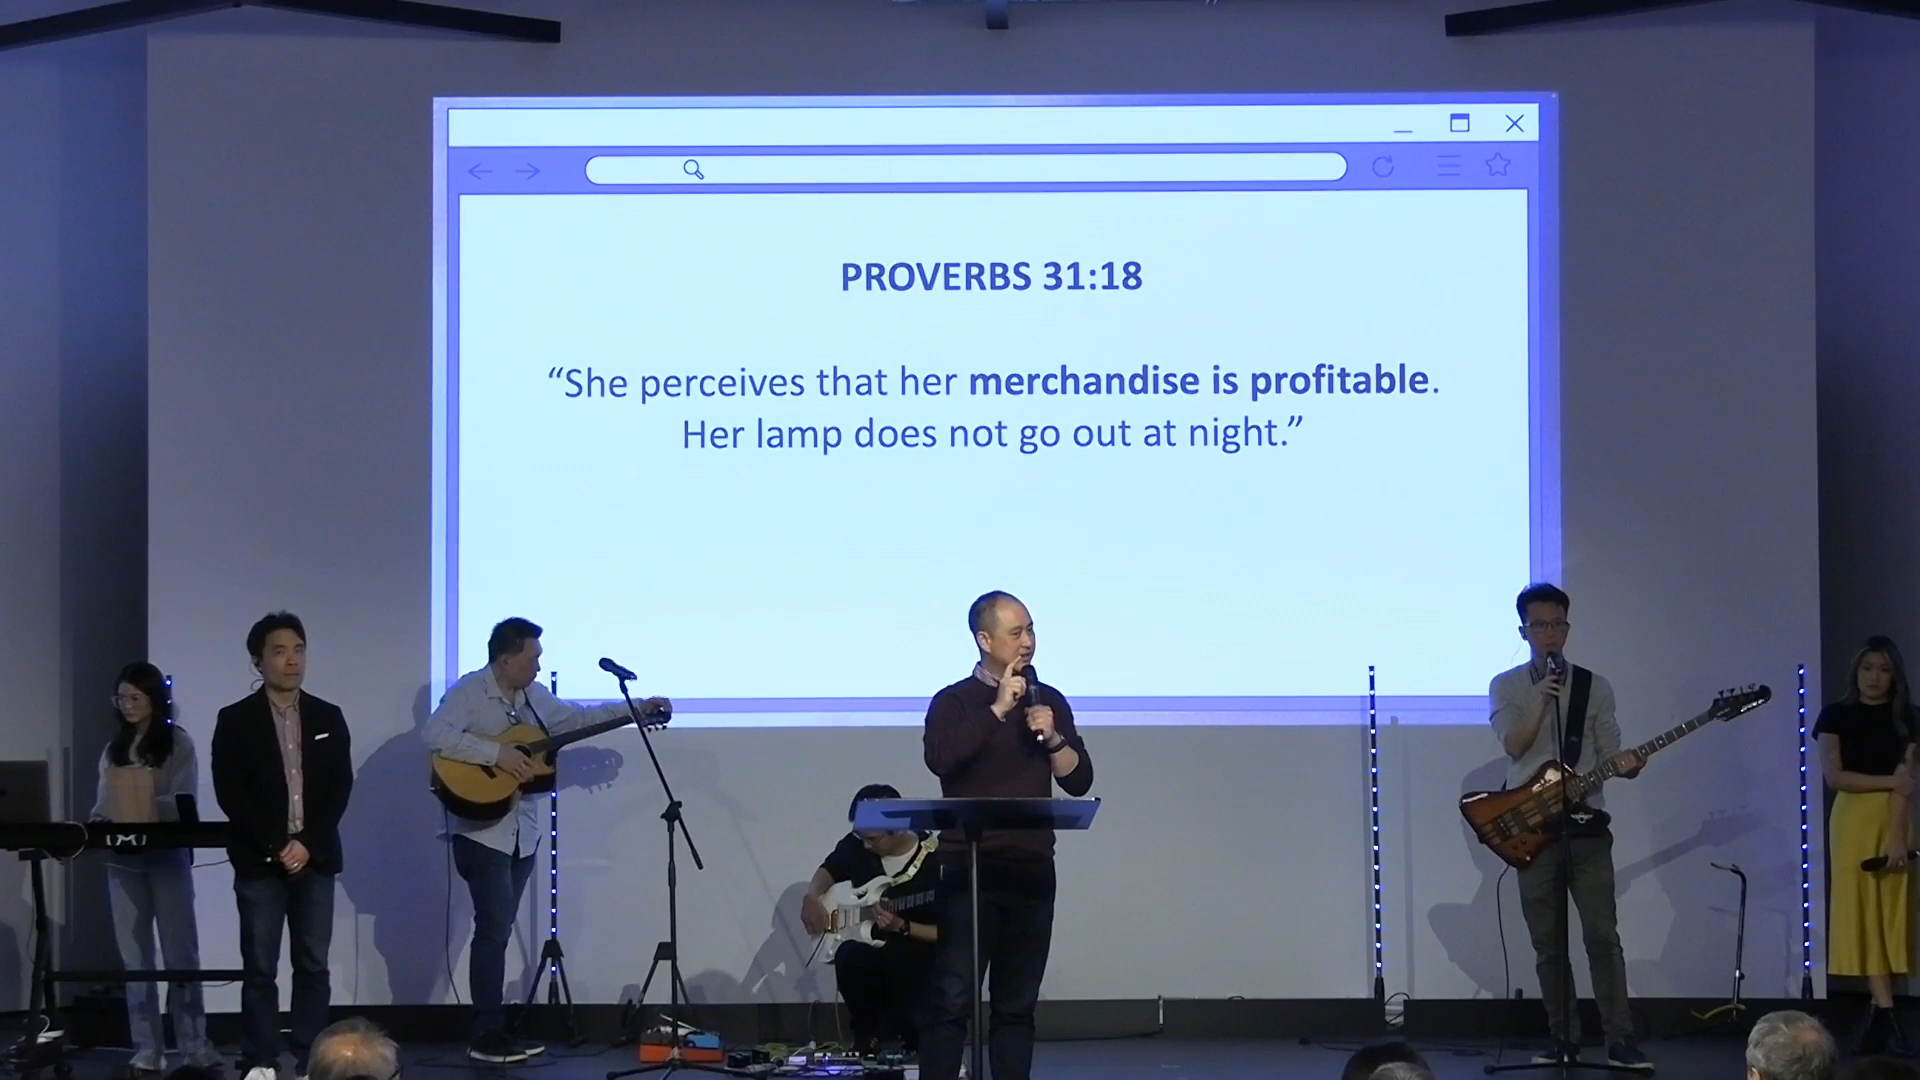 PROVERBS 31:18
“She perceives that her merchandise is profitable.
Her lamp does not go out at night.”